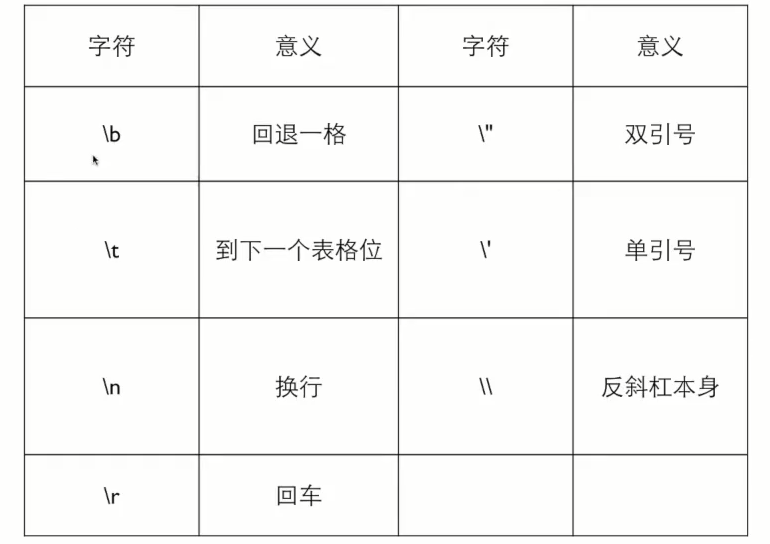 字符 意义 字符 意义
\b 回退一格 \" 双引号
\t 到下一个表格位 \' 单引号
\n 换行 \\ 反斜杠本身
\r 回车